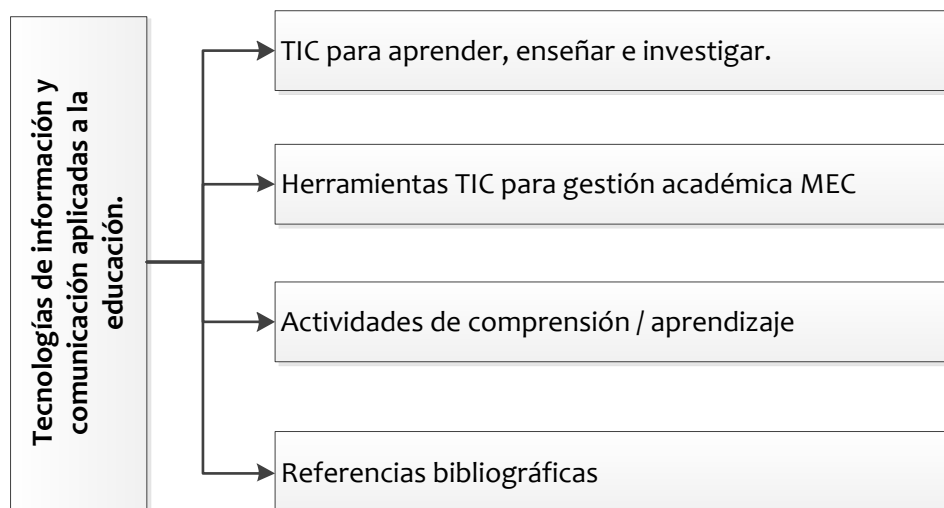 Tecnologías de información y
comunicación aplicadas a la
educación.
TIC para aprender, enseñar e investigar.
Herramientas TIC para gestión académica MEC
Actividades de comprensión / aprendizaje
Referencias bibliográficas